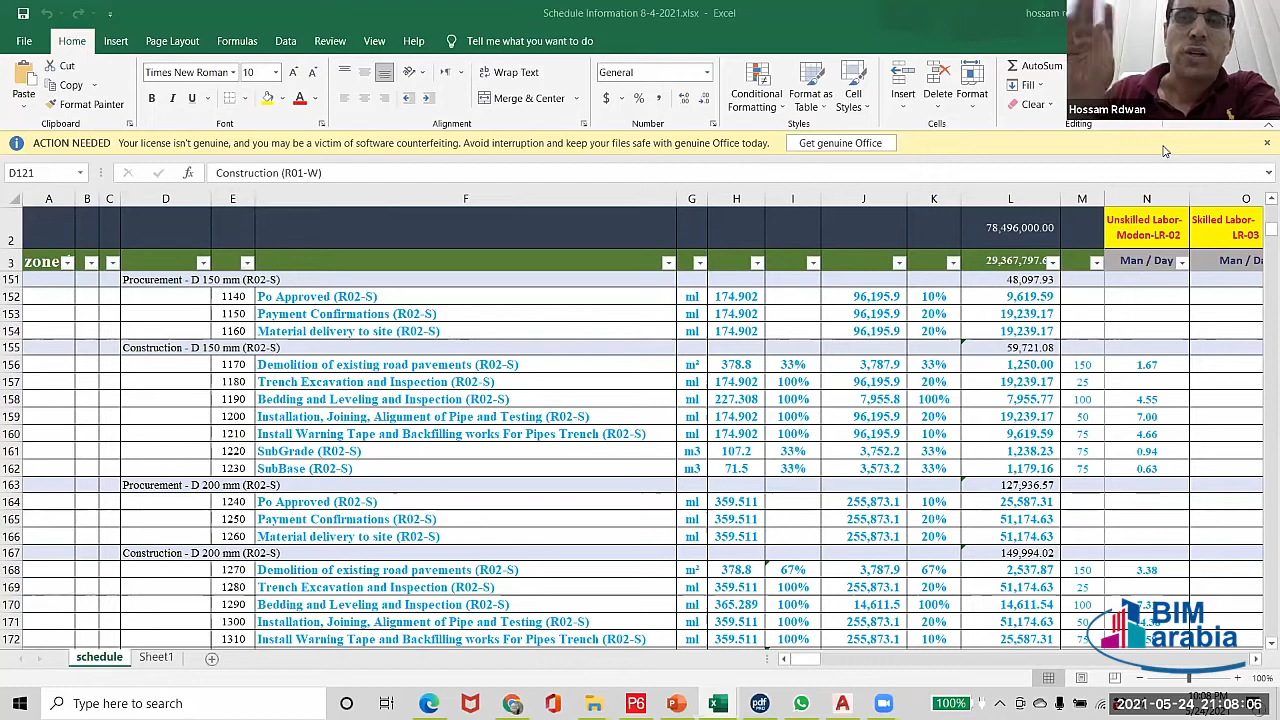 Schedule Information 8-4-2021.xlsx - Excel
hossam r
File Home Insert Page Layout Formulas Data Review View Help Tell me what you want to do
Cut
Copy
Format Painter
Paste
Clipboard
Times New Roman 10
B I U
Font
Wrap Text
Merge & Center
Alignment
General
$ %
Number
Conditional Formatting
Format as Table
Cell Styles
Styles
Insert Delete Format
Cells
AutoSum
Fill
Clear
Editing
Hossam Rdwan
ACTION NEEDED Your license isn't genuine, and you may be a victim of software counterfeiting. Avoid interruption and keep your files safe with genuine Office today. Get genuine Office
D121 fx Construction (R01-W)
A B C D E F G H I J K L M N O
2 78,496,000.00 Unskilled Labor-Modon-LR-02 Skilled Labor-LR-03
3 zone 29,367,797.6 Man / Day Man / Da
151 Procurement - D 150 mm (R02-S) 48,097.93
152 1140 Po Approved (R02-S) ml 174.902 96,195.9 10% 9,619.59
153 1150 Payment Confirmations (R02-S) ml 174.902 96,195.9 20% 19,239.17
154 1160 Material delivery to site (R02-S) ml 174.902 96,195.9 20% 19,239.17
155 Construction - D 150 mm (R02-S) 59,721.08
156 1170 Demolition of existing road pavements (R02-S) m² 378.8 33% 3,787.9 33% 1,250.00 150 1.67
157 1180 Trench Excavation and Inspection (R02-S) ml 174.902 100% 96,195.9 20% 19,239.17 25
158 1190 Bedding and Leveling and Inspection (R02-S) ml 227.308 100% 7,955.8 100% 7,955.77 100 4.55
159 1200 Installation, Joining, Alignment of Pipe and Testing (R02-S) ml 174.902 100% 96,195.9 20% 19,239.17 50 7.00
160 1210 Install Warning Tape and Backfilling works For Pipes Trench (R02-S) ml 174.902 100% 96,195.9 10% 9,619.59 75 4.66
161 1220 SubGrade (R02-S) m3 107.2 33% 3,752.2 33% 1,238.23 75 0.94
162 1230 SubBase (R02-S) m3 71.5 33% 3,573.2 33% 1,179.16 75 0.63
163 Procurement - D 200 mm (R02-S) 127,936.57
164 1240 Po Approved (R02-S) ml 359.511 255,873.1 10% 25,587.31
165 1250 Payment Confirmations (R02-S) ml 359.511 255,873.1 20% 51,174.63
166 1260 Material delivery to site (R02-S) ml 359.511 255,873.1 20% 51,174.63
167 Construction - D 200 mm (R02-S) 149,994.02
168 1270 Demolition of existing road pavements (R02-S) m² 378.8 67% 3,787.9 67% 2,537.87 150 3.38
169 1280 Trench Excavation and Inspection (R02-S) ml 359.511 100% 255,873.1 20% 51,174.63 25
170 1290 Bedding and Leveling and Inspection (R02-S) ml 365.289 100% 14,611.5 100% 14,611.54 100
171 1300 Installation, Joining, Alignment of Pipe and Testing (R02-S) ml 359.511 100% 255,873.1 20% 51,174.63 50
172 1310 Install Warning Tape and Backfilling works For Pipes Trench (R02-S) ml 359.511 100% 255,873.1 10% 25,587.31 75
BIM
arabia
schedule Sheet1
100%
Type here to search
P6
100%
10:08 PM
2021-05-24 21:08:06